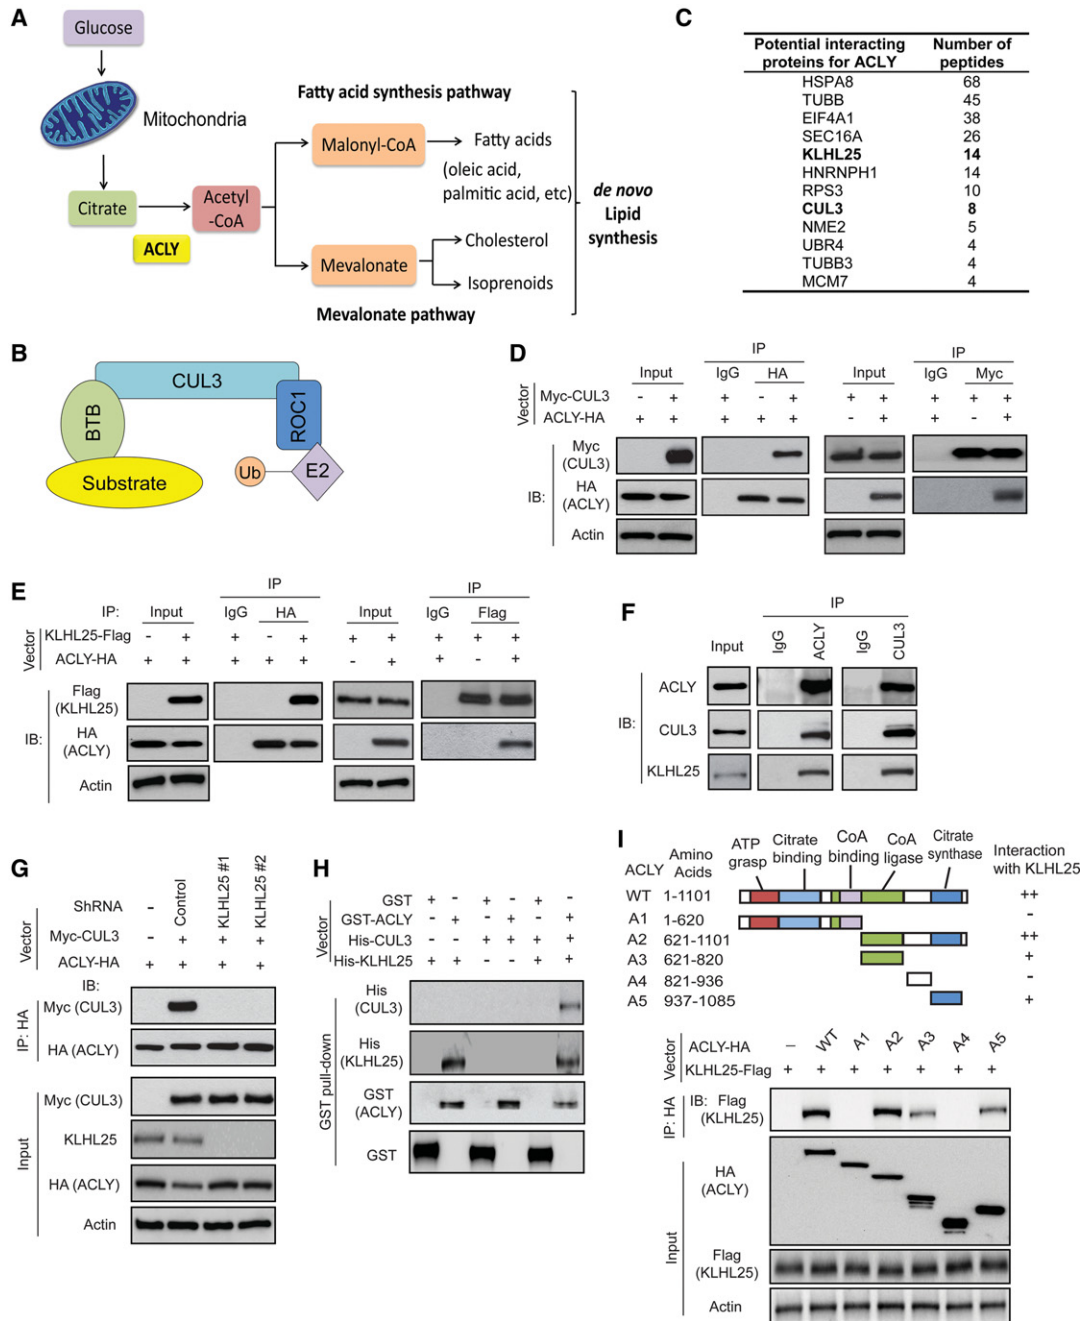 A
Glucose
Mitochondria
Citrate
ACLY
Acetyl
-CoA
Fatty acid synthesis pathway
Malonyl-CoA
Fatty acids
(oleic acid,
palmitic acid, etc)
Mevalonate
Cholesterol
Isoprenoids
Mevalonate pathway
de novo
Lipid
synthesis
C
Potential interacting proteins for ACLY Number of peptides
HSPA8 68
TUBB 45
EIF4A1 38
SEC16A 26
KLHL25 14
HNRNPH1 14
RPS3 10
CUL3 8
NME2 5
UBR4 4
TUBB3 4
MCM7 4
B
CUL3
BTB
ROC1
Substrate
Ub
E2
D
IP IP
Input IgG HA Input IgG Myc
Vector
Myc-CUL3 - + + - + + + + + +
ACLY-HA + + + + + - + + - +
IB:
Myc
(CUL3)
HA
(ACLY)
Actin
E
IP IP
IP: Input IgG HA Input IgG Flag
Vector
KLHL25-Flag - + + - + + + + + +
ACLY-HA + + + + + - + + - +
IB:
Flag
(KLHL25)
HA
(ACLY)
Actin
F
IP
Input IgG ACLY IgG CUL3
IB:
ACLY
CUL3
KLHL25
G
Vector
ShRNA - Control KLHL25 #1 KLHL25 #2
Myc-CUL3 - + + +
ACLY-HA + + + +
IB:
IP: HA
Myc (CUL3)
HA (ACLY)
Input
Myc (CUL3)
KLHL25
HA (ACLY)
Actin
H
Vector
GST + - + - + -
GST-ACLY - + - + - +
His-CUL3 - - + + + +
His-KLHL25 + + - - + +
GST pull-down
His
(CUL3)
His
(KLHL25)
GST
(ACLY)
GST
I
ACLY Amino Acids ATP grasp Citrate binding CoA binding CoA ligase Citrate synthase Interaction with KLHL25
WT 1-1101 ++
A1 1-620 -
A2 621-1101 ++
A3 621-820 +
A4 821-936 -
A5 937-1085 +
Vector
ACLY-HA – WT A1 A2 A3 A4 A5
KLHL25-Flag + + + + + + +
IP: HA
IB: Flag
(KLHL25)
Input
HA
(ACLY)
Flag
(KLHL25)
Actin